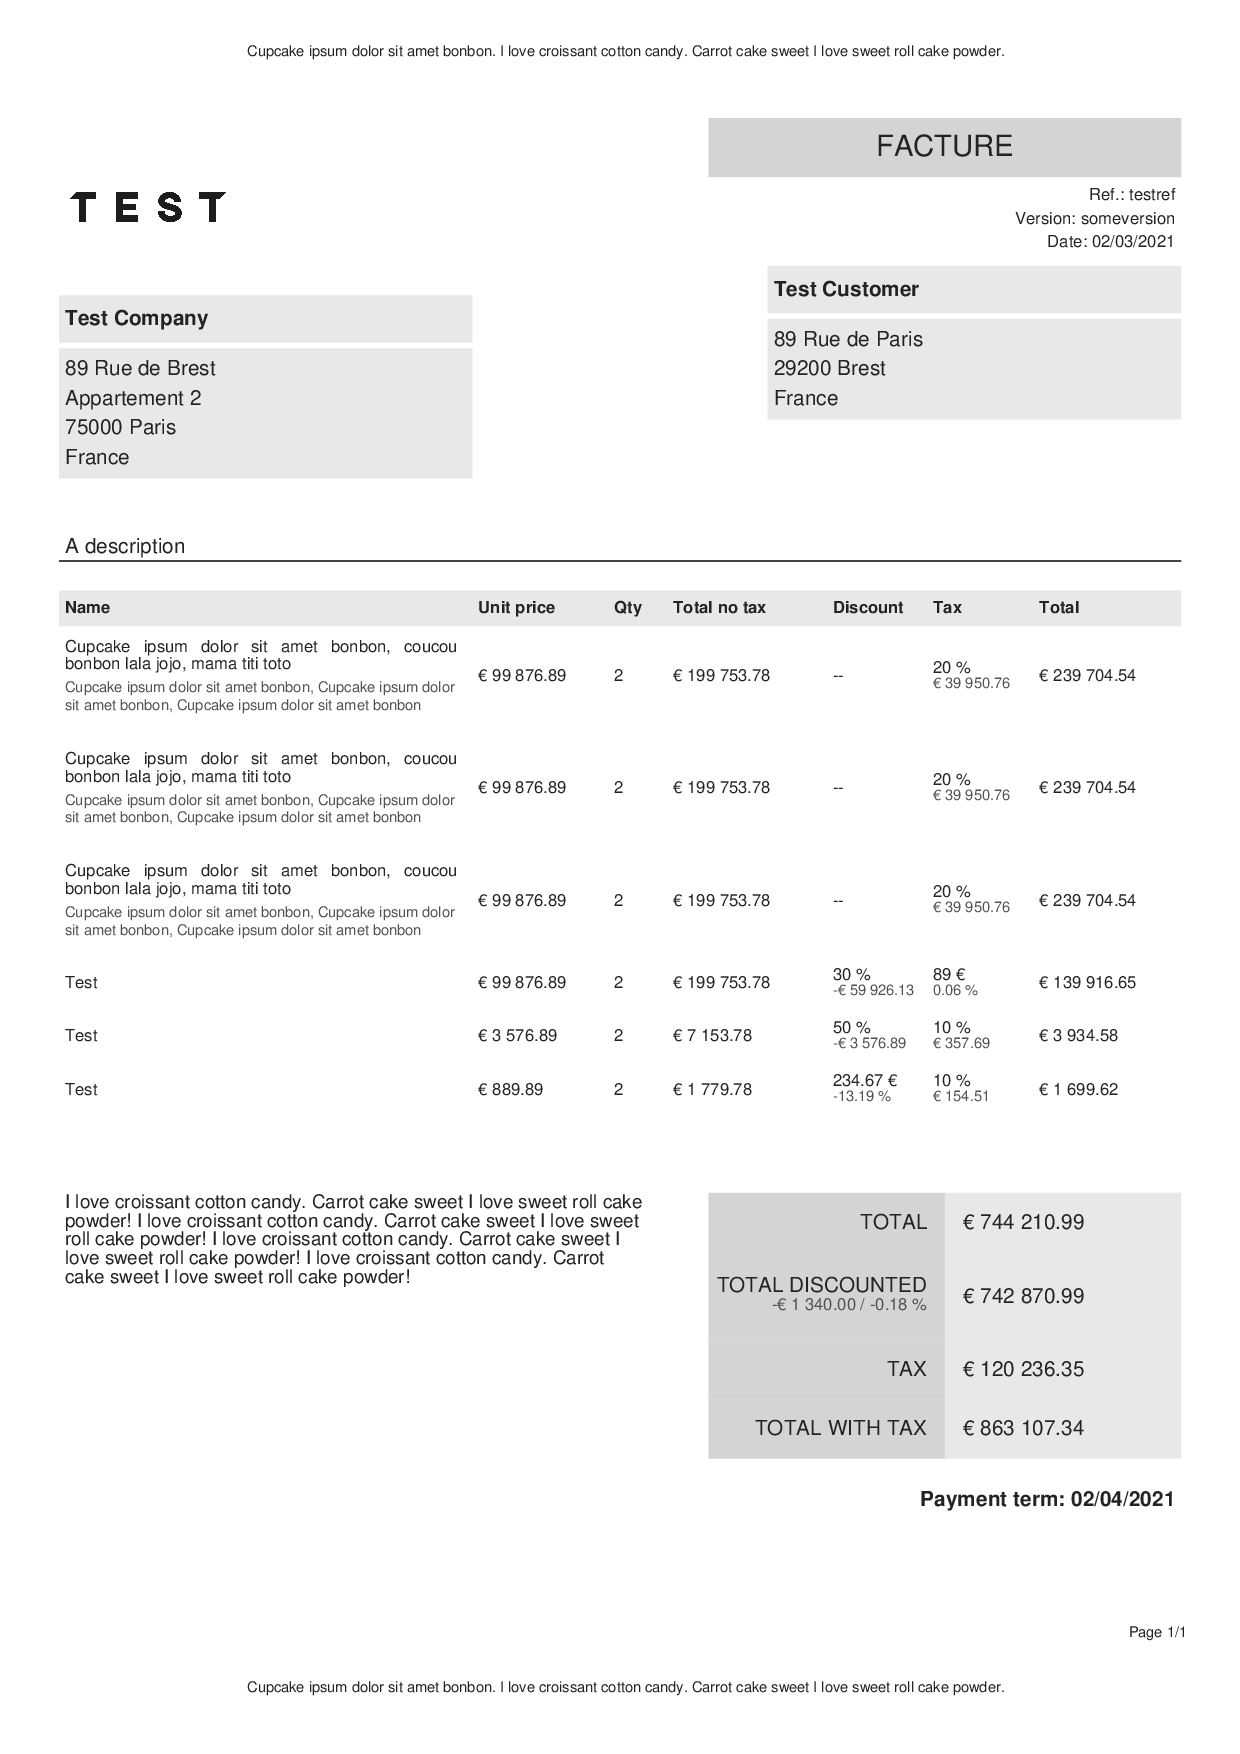 Cupcake ipsum dolor sit amet bonbon. I love croissant cotton candy. Carrot cake sweet I love sweet roll cake powder.
FACTURE
TEST
Ref.: testref
Version: someversion
Date: 02/03/2021
Test Customer
89 Rue de Paris
29200 Brest
France
Test Company
89 Rue de Brest
Appartement 2
75000 Paris
France
A description
Name Unit price Qty Total no tax Discount Tax Total
Cupcake ipsum dolor sit amet bonbon, coucou
bonbon lala jojo, mama titi toto
Cupcake ipsum dolor sit amet bonbon, Cupcake ipsum dolor
sit amet bonbon, Cupcake ipsum dolor sit amet bonbon
€ 99 876.89 2 € 199 753.78 -- 20 % € 239 704.54
€ 39 950.76
Cupcake ipsum dolor sit amet bonbon, coucou
bonbon lala jojo, mama titi toto
Cupcake ipsum dolor sit amet bonbon, Cupcake ipsum dolor
sit amet bonbon, Cupcake ipsum dolor sit amet bonbon
€ 99 876.89 2 € 199 753.78 -- 20 % € 239 704.54
€ 39 950.76
Cupcake ipsum dolor sit amet bonbon, coucou
bonbon lala jojo, mama titi toto
Cupcake ipsum dolor sit amet bonbon, Cupcake ipsum dolor
sit amet bonbon, Cupcake ipsum dolor sit amet bonbon
€ 99 876.89 2 € 199 753.78 -- 20 % € 239 704.54
€ 39 950.76
Test € 99 876.89 2 € 199 753.78 30 % 89 € € 139 916.65
-€ 59 926.13 0.06 %
Test € 3 576.89 2 € 7 153.78 50 % 10 % € 3 934.58
-€ 3 576.89 € 357.69
Test € 889.89 2 € 1 779.78 234.67 € 10 % € 1 699.62
-13.19 % € 154.51
I love croissant cotton candy. Carrot cake sweet I love sweet roll cake
powder! I love croissant cotton candy. Carrot cake sweet I love sweet
roll cake powder! I love croissant cotton candy. Carrot cake sweet I
love sweet roll cake powder! I love croissant cotton candy. Carrot
cake sweet I love sweet roll cake powder!
TOTAL € 744 210.99
TOTAL DISCOUNTED € 742 870.99
-€ 1 340.00 / -0.18 %
TAX € 120 236.35
TOTAL WITH TAX € 863 107.34
Payment term: 02/04/2021
Page 1/1
Cupcake ipsum dolor sit amet bonbon. I love croissant cotton candy. Carrot cake sweet I love sweet roll cake powder.